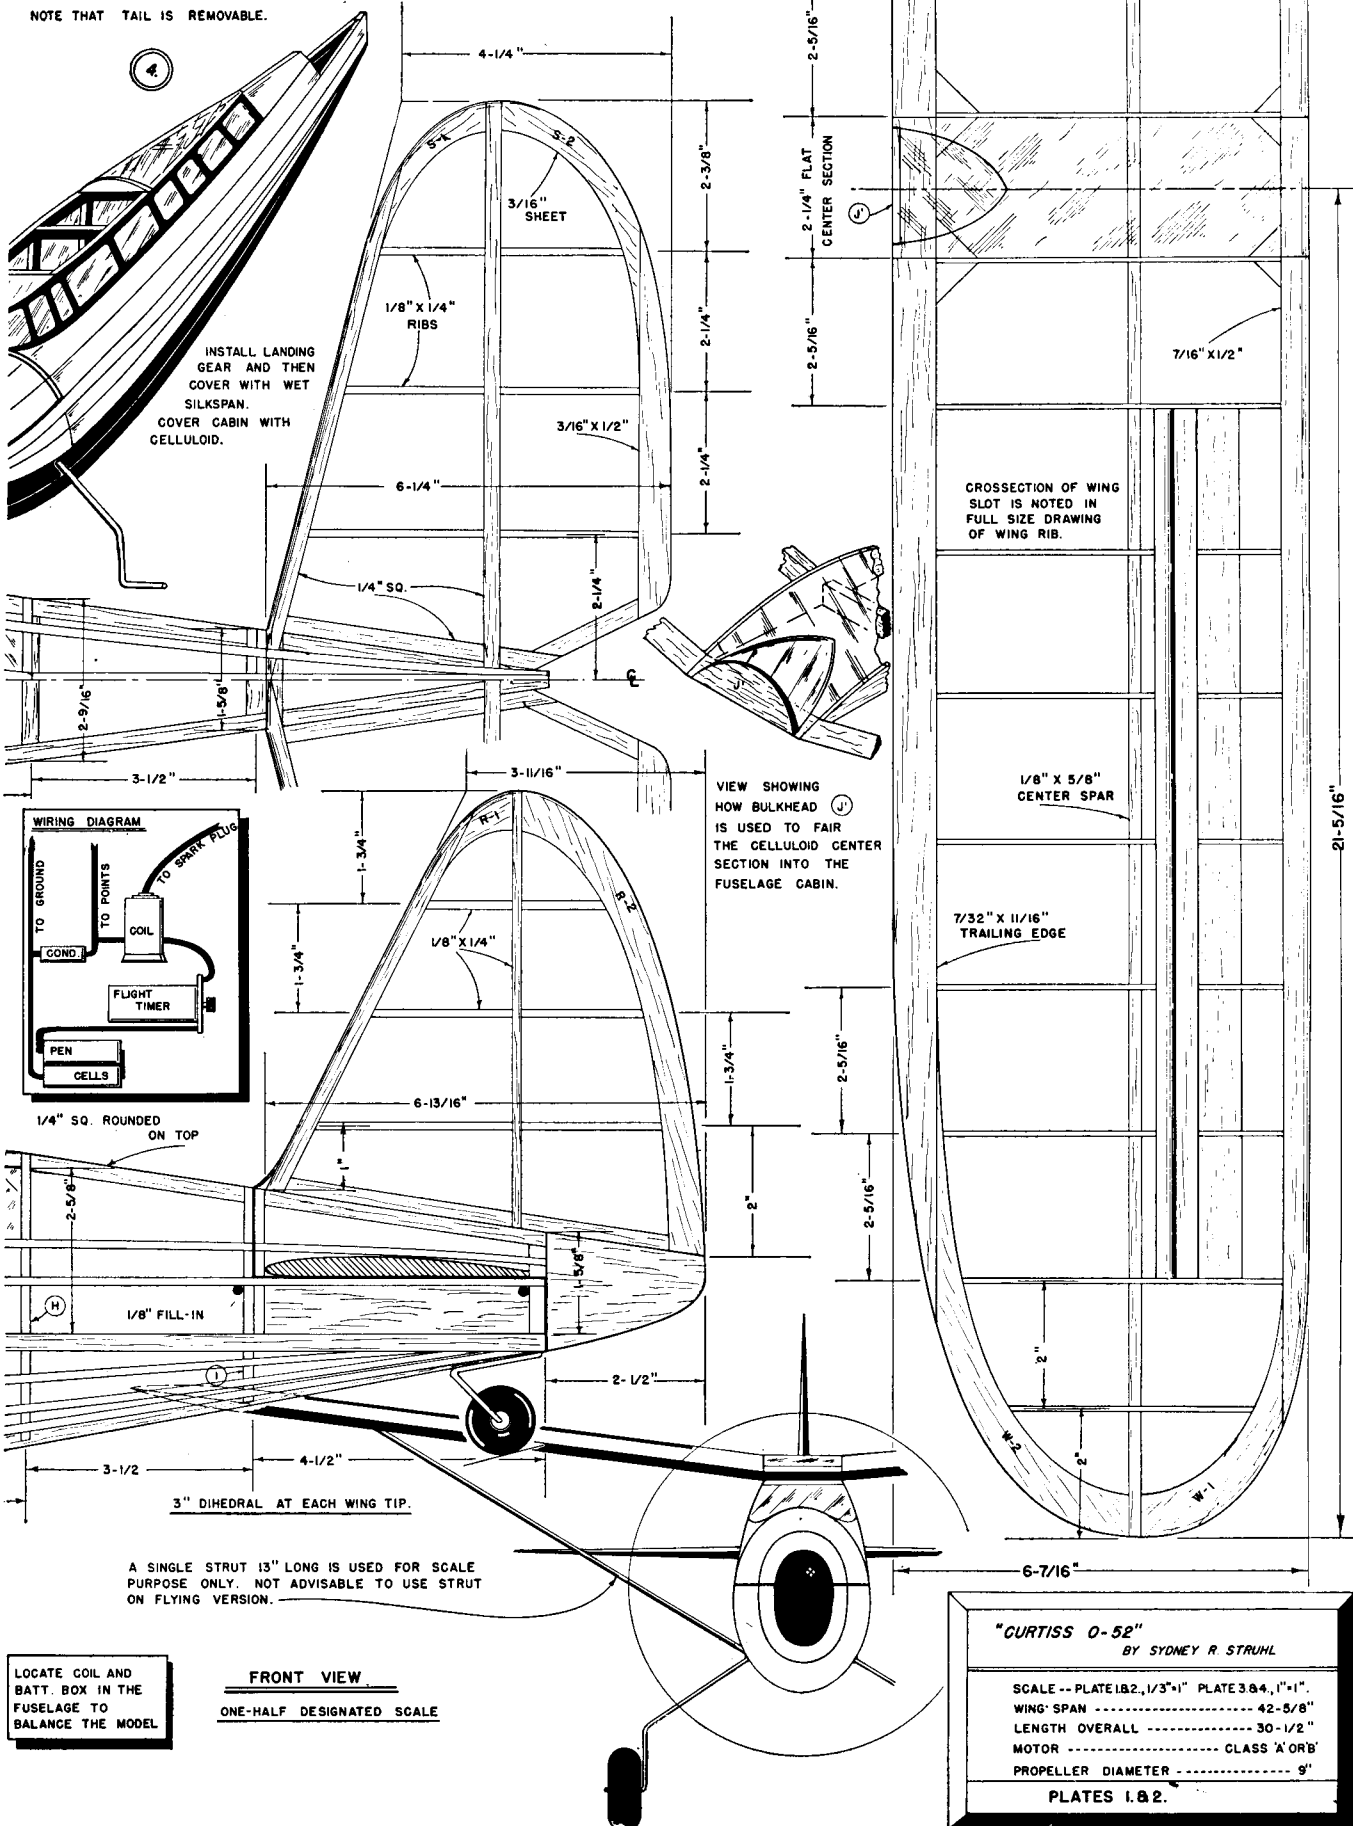 NOTE THAT TAIL IS REMOVABLE.
4.
4-1/4"
2-5/16"
S-1
S-2
3/16"
SHEET
2-3/8"
2-1/4" FLAT
CENTER SECTION
J'
1/8" X 1/4"
RIBS
2-1/4"
2-5/16"
7/16" X 1/2"
INSTALL LANDING
GEAR AND THEN
COVER WITH WET
SILKSPAN.
COVER CABIN WITH
CELLULOID.
3/16" X 1/2"
6-1/4"
2-1/4"
CROSSECTION OF WING
SLOT IS NOTED IN
FULL SIZE DRAWING
OF WING RIB.
1/4" SQ.
2-1/4"
2-9/16"
1-5/8"
3-1/2"
℄
J'
VIEW SHOWING
HOW BULKHEAD J'
IS USED TO FAIR
THE CELLULOID CENTER
SECTION INTO THE
FUSELAGE CABIN.
1/8" X 5/8"
CENTER SPAR
21-5/16"
7/32" X 11/16"
TRAILING EDGE
WIRING DIAGRAM
TO GROUND
TO POINTS
TO SPARK PLUG
COIL
COND.
FLIGHT
TIMER
PEN
CELLS
3-11/16"
R-1
R-2
1-3/4"
1-3/4"
1/8" X 1/4"
1-3/4"
6-13/16"
1"
2"
2-5/16"
2-5/16"
1/4" SQ. ROUNDED
ON TOP
2-5/8"
1-5/8"
H
1/8" FILL-IN
I
2-1/2"
3-1/2
4-1/2"
2"
2"
W-2
W-1
6-7/16"
3" DIHEDRAL AT EACH WING TIP.
A SINGLE STRUT 13" LONG IS USED FOR SCALE
PURPOSE ONLY. NOT ADVISABLE TO USE STRUT
ON FLYING VERSION.
LOCATE COIL AND
BATT. BOX IN THE
FUSELAGE TO
BALANCE THE MODEL
FRONT VIEW
ONE-HALF DESIGNATED SCALE
"CURTISS O-52"
BY SYDNEY R. STRUHL
SCALE -- PLATE 1.&2., 1/3"=1" PLATE 3.&4., 1"=1".
WING SPAN ---------------------- 42-5/8"
LENGTH OVERALL --------------- 30-1/2"
MOTOR --------------------- CLASS 'A' OR 'B'
PROPELLER DIAMETER ---------------- 9"
PLATES 1.&2.